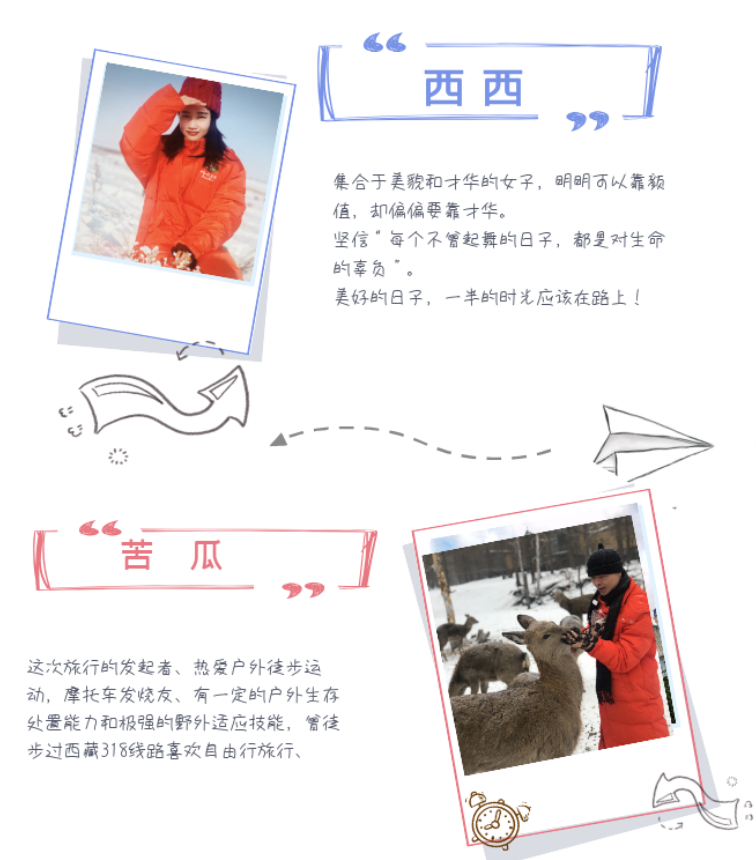 西西
集合于美貌和才华的女子，明明可以靠颜
值，却偏偏要靠才华。
坚信“每个不曾起舞的日子，都是对生命
的辜负”。
美好的日子，一半的时光应该在路上！
苦瓜
这次旅行的发起者、热爱户外徒步运
动，摩托车发烧友、有一定的户外生存
处置能力和极强的野外适应技能，曾徒
步过西藏318线路喜欢自由行旅行、